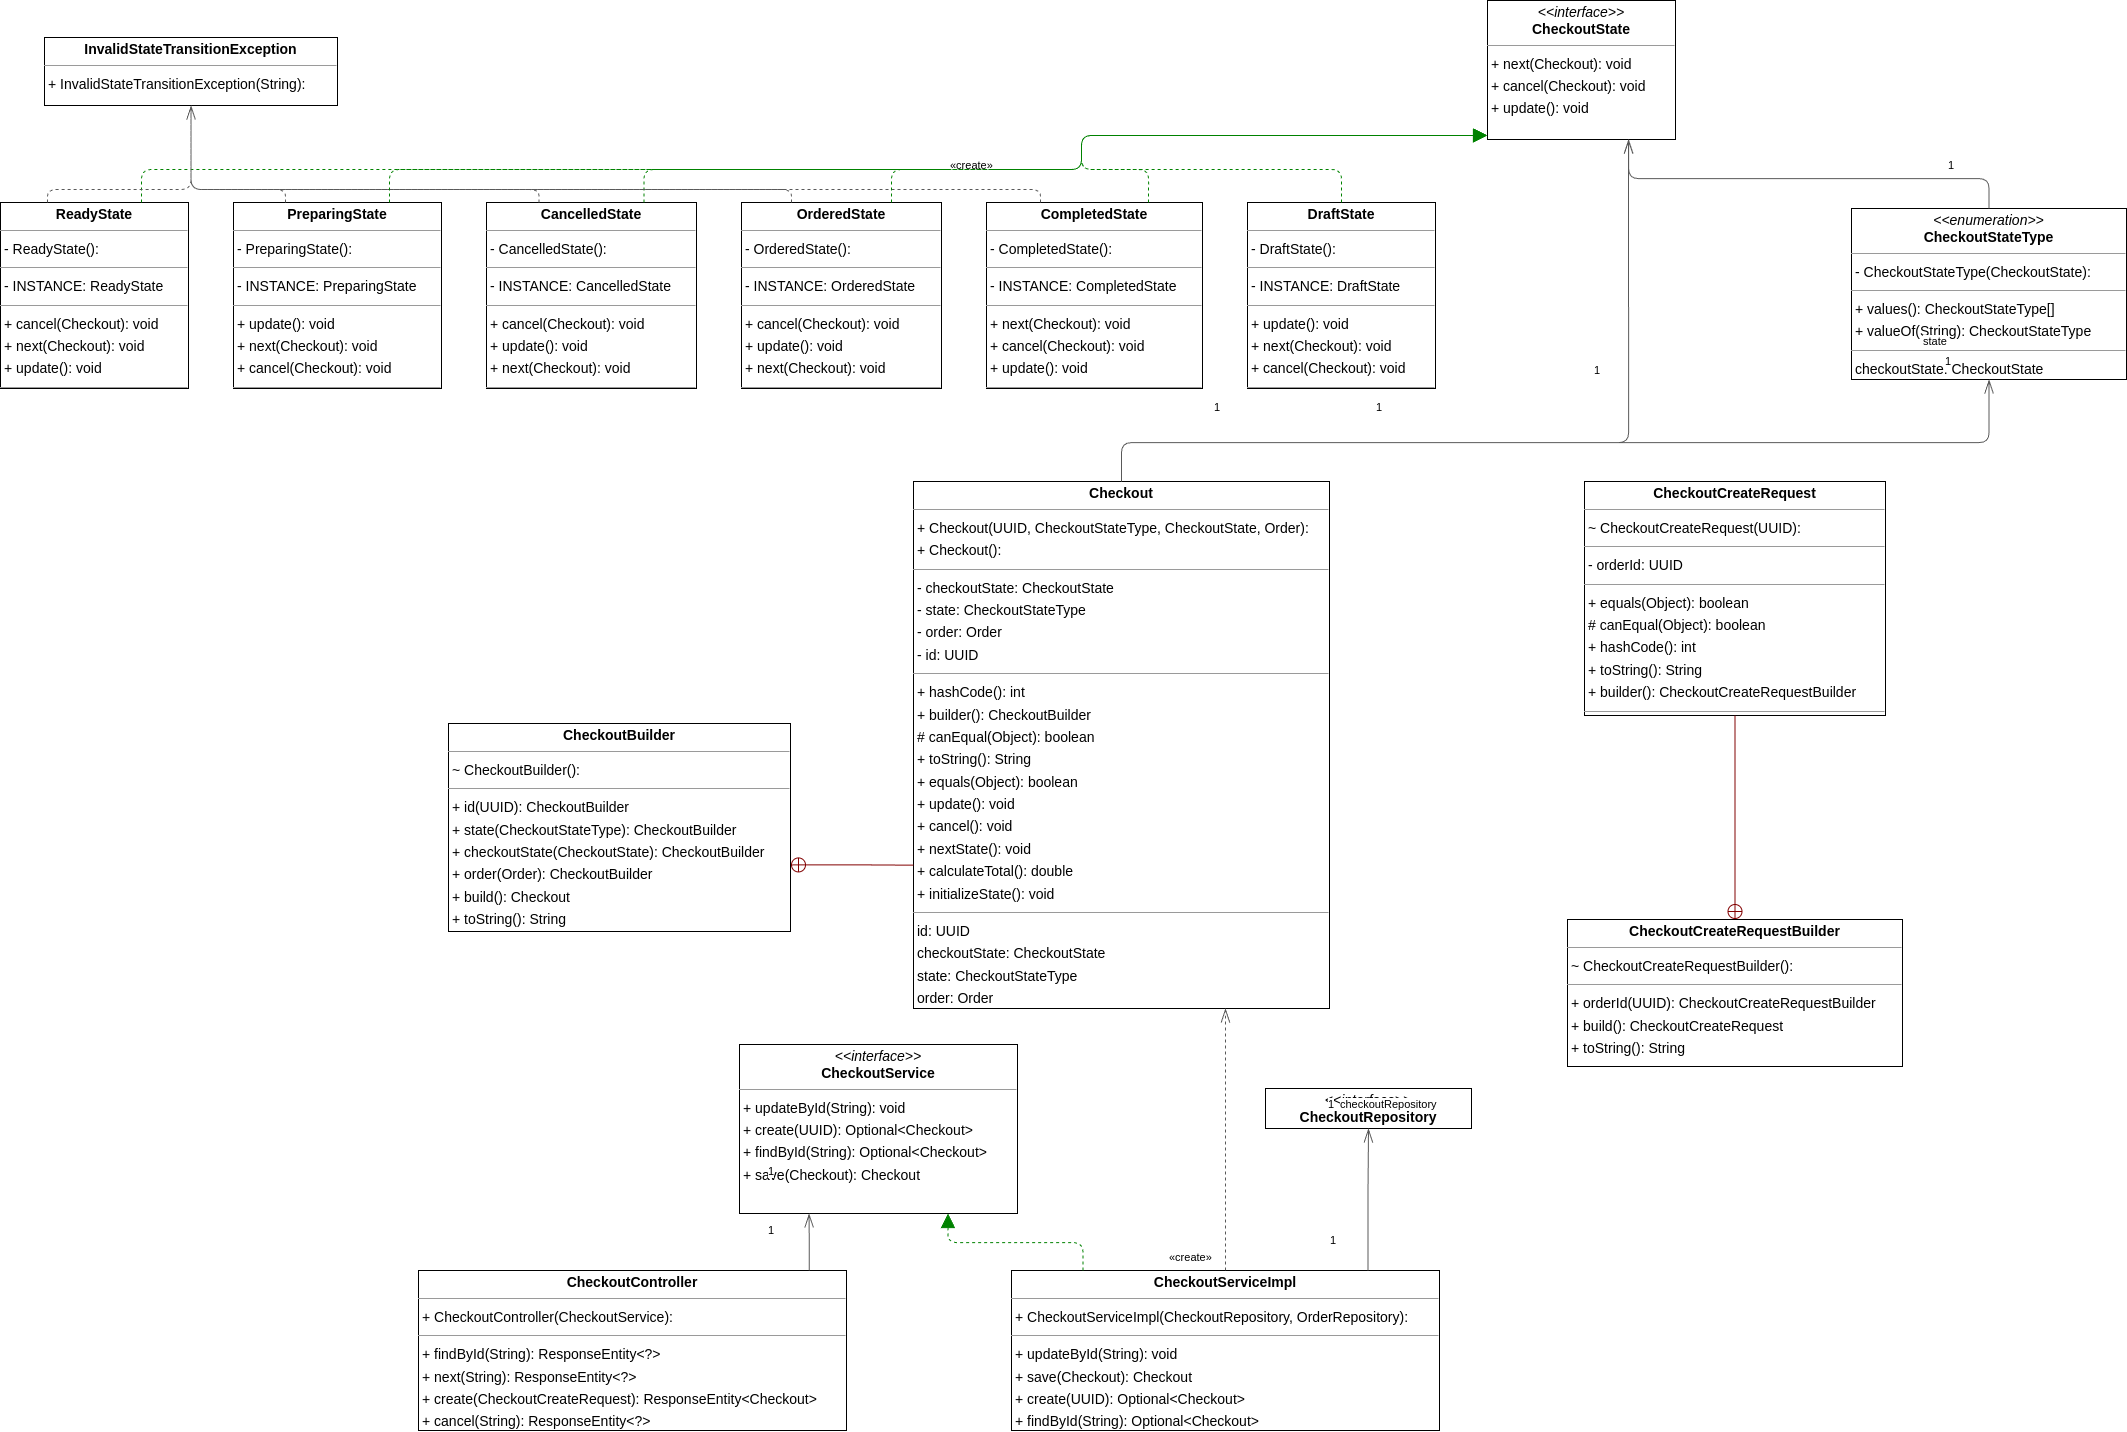 <<interface>>
CheckoutState
+ next(Checkout): void
+ cancel(Checkout): void
+ update(): void
InvalidStateTransitionException
+ InvalidStateTransitionException(String):
«create»
1
ReadyState
- ReadyState():
- INSTANCE: ReadyState
+ cancel(Checkout): void
+ next(Checkout): void
+ update(): void
PreparingState
- PreparingState():
- INSTANCE: PreparingState
+ update(): void
+ next(Checkout): void
+ cancel(Checkout): void
CancelledState
- CancelledState():
- INSTANCE: CancelledState
+ cancel(Checkout): void
+ update(): void
+ next(Checkout): void
OrderedState
- OrderedState():
- INSTANCE: OrderedState
+ cancel(Checkout): void
+ update(): void
+ next(Checkout): void
CompletedState
- CompletedState():
- INSTANCE: CompletedState
+ next(Checkout): void
+ cancel(Checkout): void
+ update(): void
DraftState
- DraftState():
- INSTANCE: DraftState
+ update(): void
+ next(Checkout): void
+ cancel(Checkout): void
<<enumeration>>
CheckoutStateType
- CheckoutStateType(CheckoutState):
+ values(): CheckoutStateType[]
+ valueOf(String): CheckoutStateType
state
1
checkoutState: CheckoutState
1
1
1
Checkout
+ Checkout(UUID, CheckoutStateType, CheckoutState, Order):
+ Checkout():
- checkoutState: CheckoutState
- state: CheckoutStateType
- order: Order
- id: UUID
+ hashCode(): int
+ builder(): CheckoutBuilder
# canEqual(Object): boolean
+ toString(): String
+ equals(Object): boolean
+ update(): void
+ cancel(): void
+ nextState(): void
+ calculateTotal(): double
+ initializeState(): void
id: UUID
checkoutState: CheckoutState
state: CheckoutStateType
order: Order
CheckoutCreateRequest
~ CheckoutCreateRequest(UUID):
- orderId: UUID
+ equals(Object): boolean
# canEqual(Object): boolean
+ hashCode(): int
+ toString(): String
+ builder(): CheckoutCreateRequestBuilder
CheckoutBuilder
~ CheckoutBuilder():
+ id(UUID): CheckoutBuilder
+ state(CheckoutStateType): CheckoutBuilder
+ checkoutState(CheckoutState): CheckoutBuilder
+ order(Order): CheckoutBuilder
+ build(): Checkout
+ toString(): String
CheckoutCreateRequestBuilder
~ CheckoutCreateRequestBuilder():
+ orderId(UUID): CheckoutCreateRequestBuilder
+ build(): CheckoutCreateRequest
+ toString(): String
<<interface>>
CheckoutService
+ updateById(String): void
+ create(UUID): Optional<Checkout>
+ findById(String): Optional<Checkout>
+ save(Checkout): Checkout
1
<<interface>>
1 checkoutRepository
CheckoutRepository
1
«create»
1
CheckoutController
+ CheckoutController(CheckoutService):
+ findById(String): ResponseEntity<?>
+ next(String): ResponseEntity<?>
+ create(CheckoutCreateRequest): ResponseEntity<Checkout>
+ cancel(String): ResponseEntity<?>
CheckoutServiceImpl
+ CheckoutServiceImpl(CheckoutRepository, OrderRepository):
+ updateById(String): void
+ save(Checkout): Checkout
+ create(UUID): Optional<Checkout>
+ findById(String): Optional<Checkout>